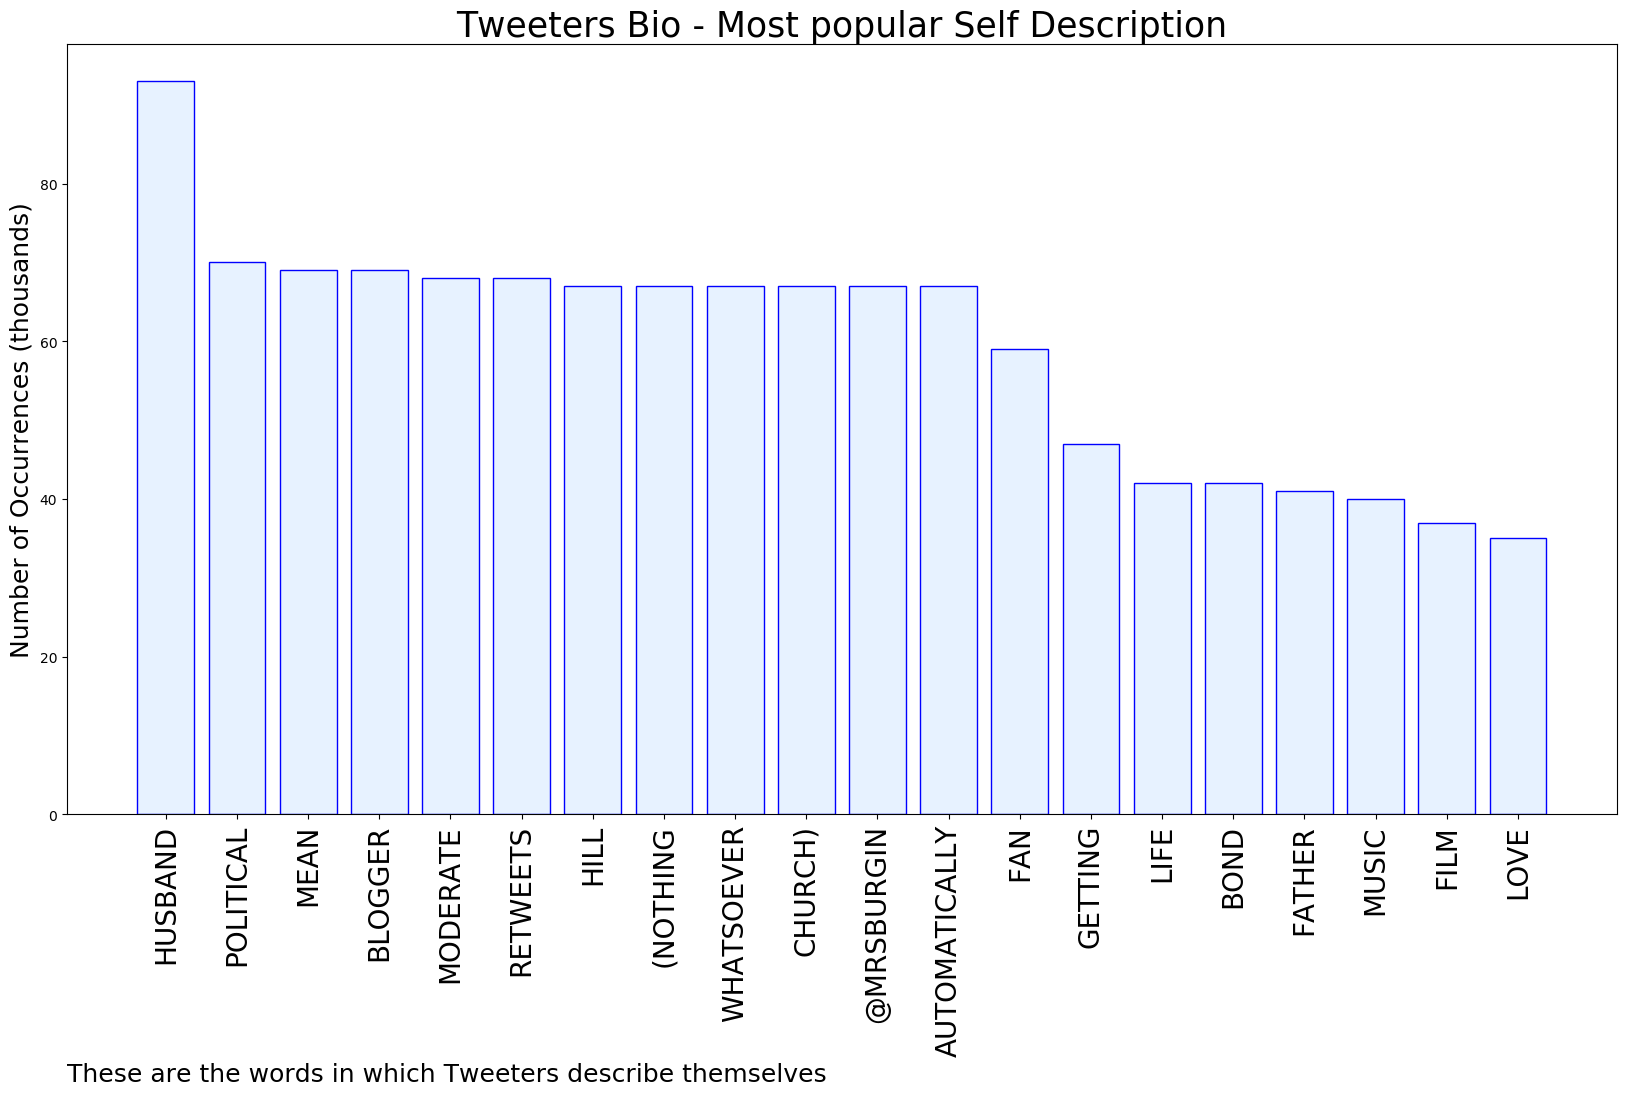 Tweeters Bio - Most popular Self Description
Number of Occurrences (thousands)
80
60
40
20
0
HUSBAND
POLITICAL
MEAN
BLOGGER
MODERATE
RETWEETS
HILL
(NOTHING
WHATSOEVER
CHURCH)
@MRSBURGIN
AUTOMATICALLY
FAN
GETTING
LIFE
BOND
FATHER
MUSIC
FILM
LOVE
These are the words in which Tweeters describe themselves